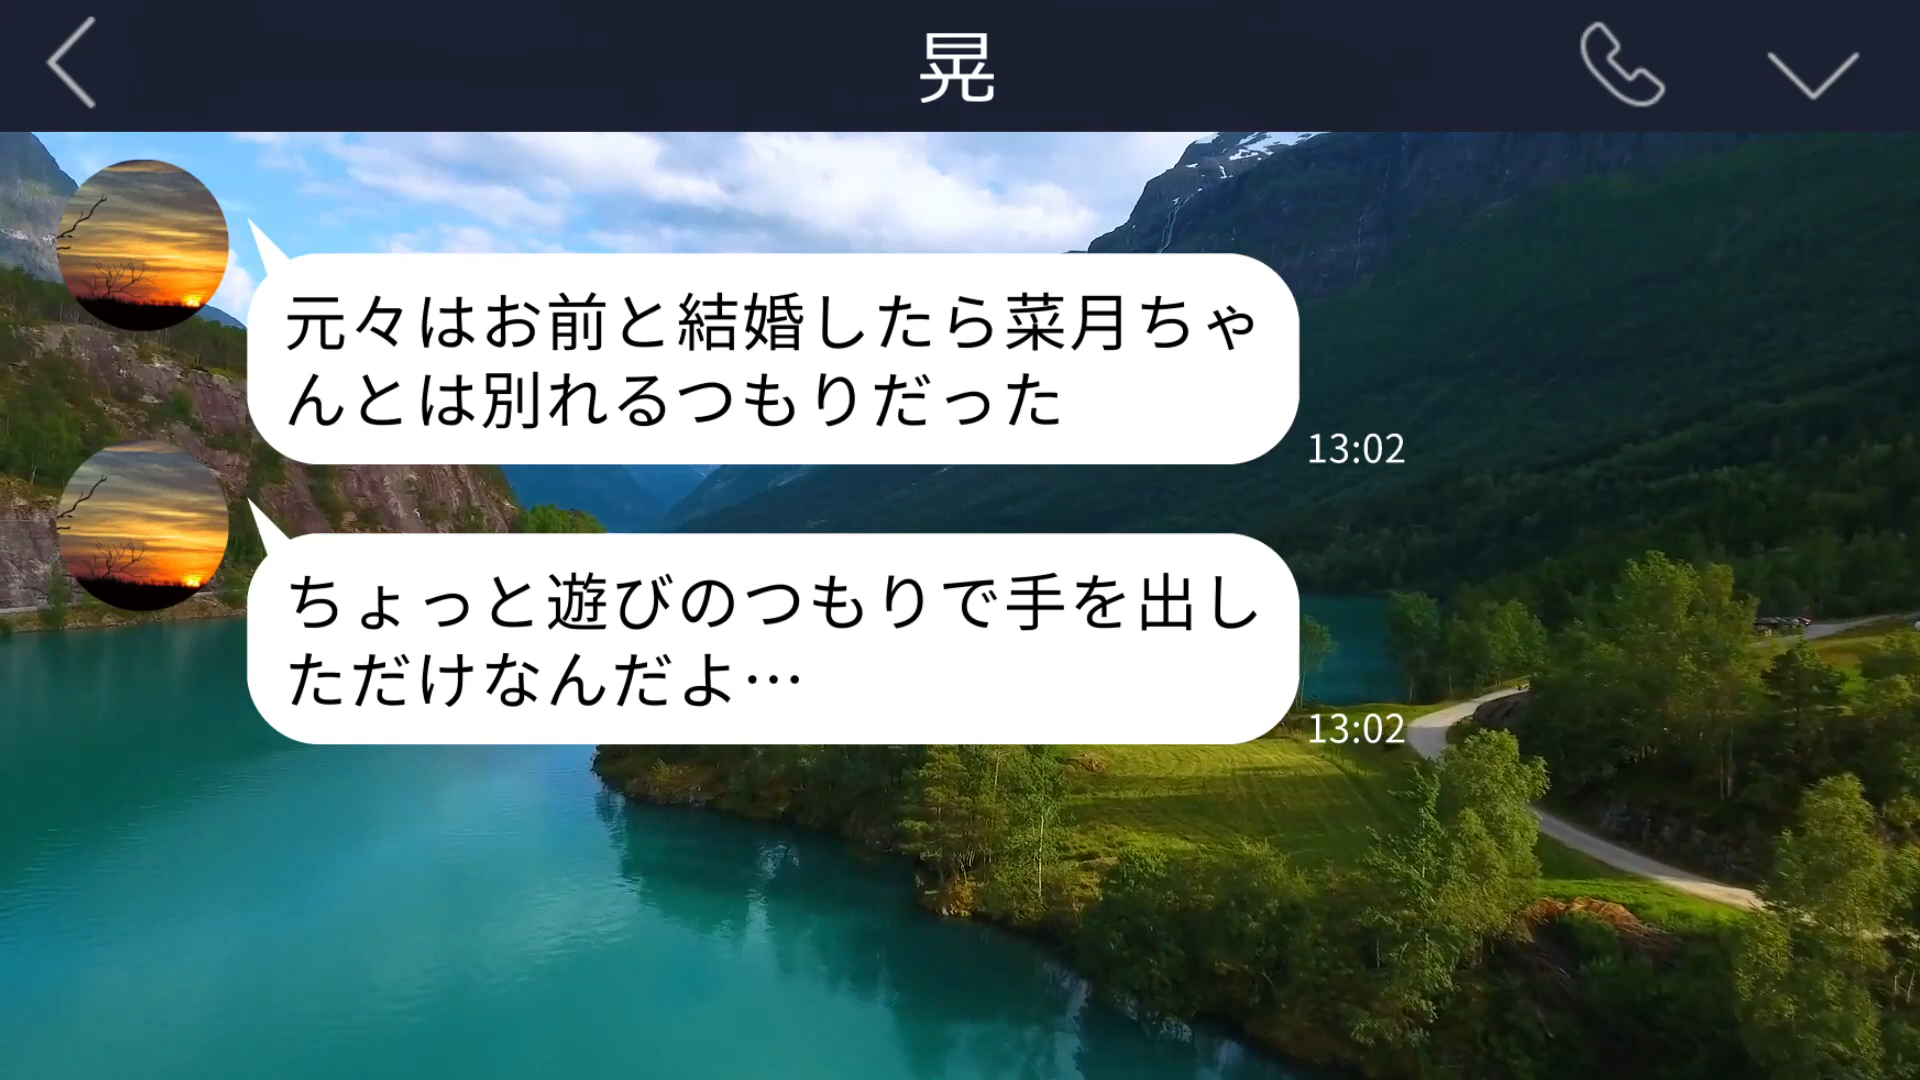 晃
元々はお前と結婚したら菜月ちゃ
んとは別れるつもりだった
13:02
ちょっと遊びのつもりで手を出し
ただけなんだよ…
13:02